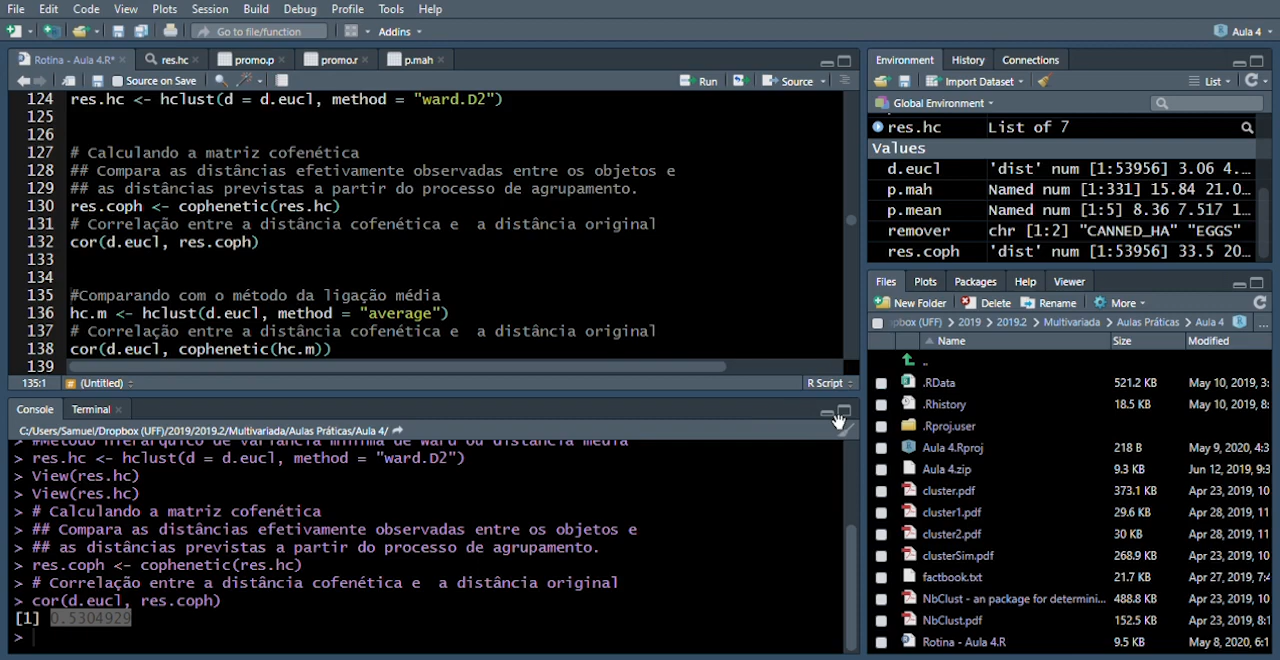 File Edit Code View Plots Session Build Debug Profile Tools Help
Go to file/function Addins Aula 4
Rotina - Aula 4.R* res.hc promo.p promo.r p.mah
Source on Save Run Source
124 res.hc <- hclust(d = d.eucl, method = "ward.D2")
125
126
127 # Calculando a matriz cofenética
128 ## Compara as distâncias efetivamente observadas entre os objetos e
129 ## as distâncias previstas a partir do processo de agrupamento.
130 res.coph <- cophenetic(res.hc)
131 # Correlação entre a distância cofenética e  a distância original
132 cor(d.eucl, res.coph)
133
134
135 #Comparando com o método da ligação média
136 hc.m <- hclust(d.eucl, method = "average")
137 # Correlação entre a distância cofenética e  a distância original
138 cor(d.eucl, cophenetic(hc.m))
139
135:1 # (Untitled) R Script
Console Terminal
C:/Users/Samuel/Dropbox (UFF)/2019/2019.2/Multivariada/Aulas Práticas/Aula 4/
> #Método hierárquico de variância mínima de Ward ou distância média
> res.hc <- hclust(d = d.eucl, method = "ward.D2")
> View(res.hc)
> View(res.hc)
> # Calculando a matriz cofenética
> ## Compara as distâncias efetivamente observadas entre os objetos e
> ## as distâncias previstas a partir do processo de agrupamento.
> res.coph <- cophenetic(res.hc)
> # Correlação entre a distância cofenética e  a distância original
> cor(d.eucl, res.coph)
[1] 0.5304929
>
Environment History Connections
Import Dataset List
Global Environment
res.hc List of 7
Values
d.eucl 'dist' num [1:53956] 3.06 4...
p.mah Named num [1:331] 15.84 21.0...
p.mean Named num [1:5] 8.36 7.517 1...
remover chr [1:2] "CANNED_HA" "EGGS"
res.coph 'dist' num [1:53956] 33.5 20...
Files Plots Packages Help Viewer
New Folder Delete Rename More
pbox (UFF) > 2019 > 2019.2 > Multivariada > Aulas Práticas > Aula 4 ...
Name Size Modified
..
.RData 521.2 KB May 10, 2019, 3:
.Rhistory 18.5 KB May 10, 2019, 8:
.Rproj.user
Aula 4.Rproj 218 B May 9, 2020, 4:3
Aula 4.zip 9.3 KB Jun 12, 2019, 9:3
cluster.pdf 373.1 KB Apr 23, 2019, 10
cluster1.pdf 29.6 KB Apr 28, 2019, 11
cluster2.pdf 30 KB Apr 28, 2019, 11
clusterSim.pdf 268.9 KB Apr 23, 2019, 10
factbook.txt 21.7 KB Apr 27, 2019, 7:4
NbClust - an package for determini... 488.8 KB Apr 23, 2019, 10
NbClust.pdf 152.5 KB Apr 23, 2019, 8:1
Rotina - Aula 4.R 9.5 KB May 8, 2020, 6:1